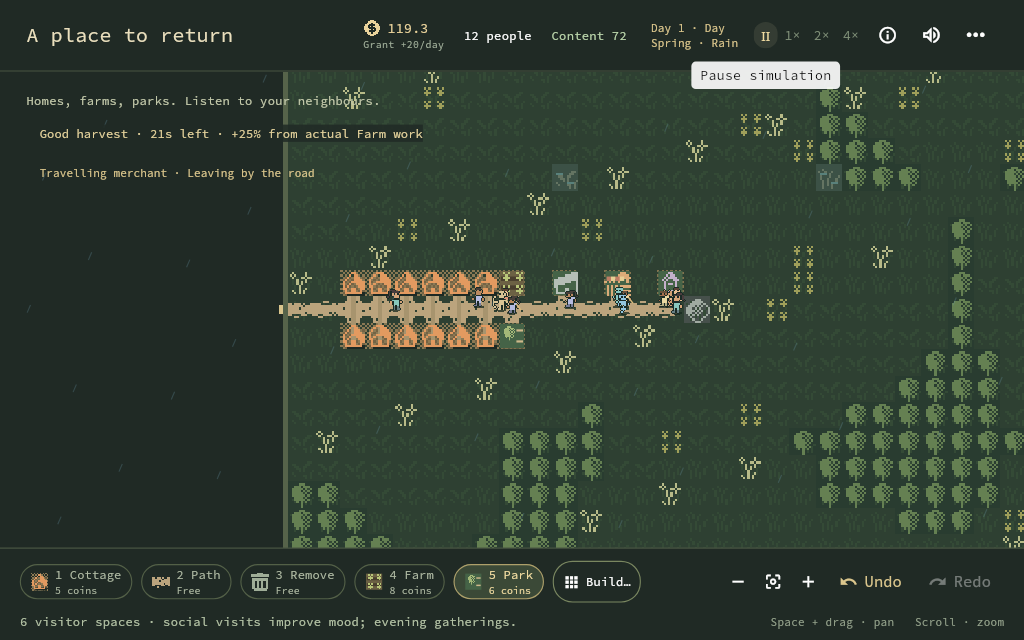 A place to return
119.3
Grant +20/day
12 people
Content 72
Day 1 · Day
Spring · Rain
II
1×
2×
4×
Pause simulation
Homes, farms, parks. Listen to your neighbours.
Good harvest · 21s left · +25% from actual Farm work
Travelling merchant · Leaving by the road
1 Cottage
5 coins
2 Path
Free
3 Remove
Free
4 Farm
8 coins
5 Park
6 coins
Build…
Undo
Redo
6 visitor spaces · social visits improve mood; evening gatherings.
Space + drag · pan
Scroll · zoom